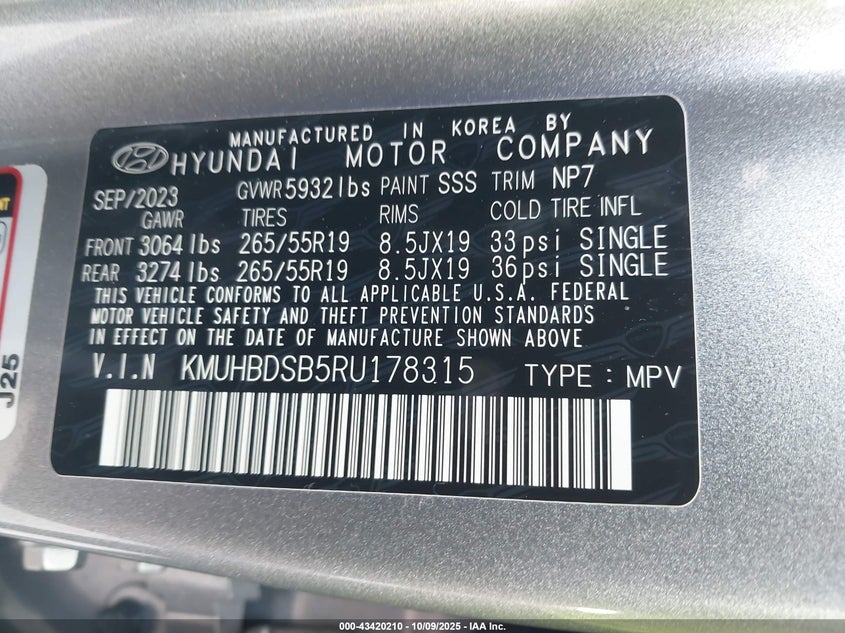 MANUFACTURED IN KOREA BY
HYUNDAI MOTOR COMPANY
SEP/2023 GVWR 5932lbs PAINT SSS TRIM NP7
GAWR TIRES RIMS COLD TIRE INFL
FRONT 3064 lbs 265/55R19 8.5JX19 33psi SINGLE
REAR 3274 lbs 265/55R19 8.5JX19 36psi SINGLE
THIS VEHICLE CONFORMS TO ALL APPLICABLE U.S.A. FEDERAL
MOTOR VEHICLE SAFETY AND THEFT PREVENTION STANDARDS
IN EFFECT ON THE DATE OF MANUFACTURE SHOWN ABOVE
V.I.N KMUHBDSB5RU178315 TYPE : MPV
J25
000-43420210 - 10/09/2025 - IAA Inc.